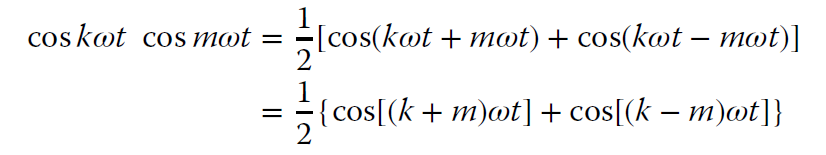 cos kωt cos mωt = 1/2[cos(kωt + mωt) + cos(kωt − mωt)]
= 1/2{cos[(k + m)ωt] + cos[(k − m)ωt]}